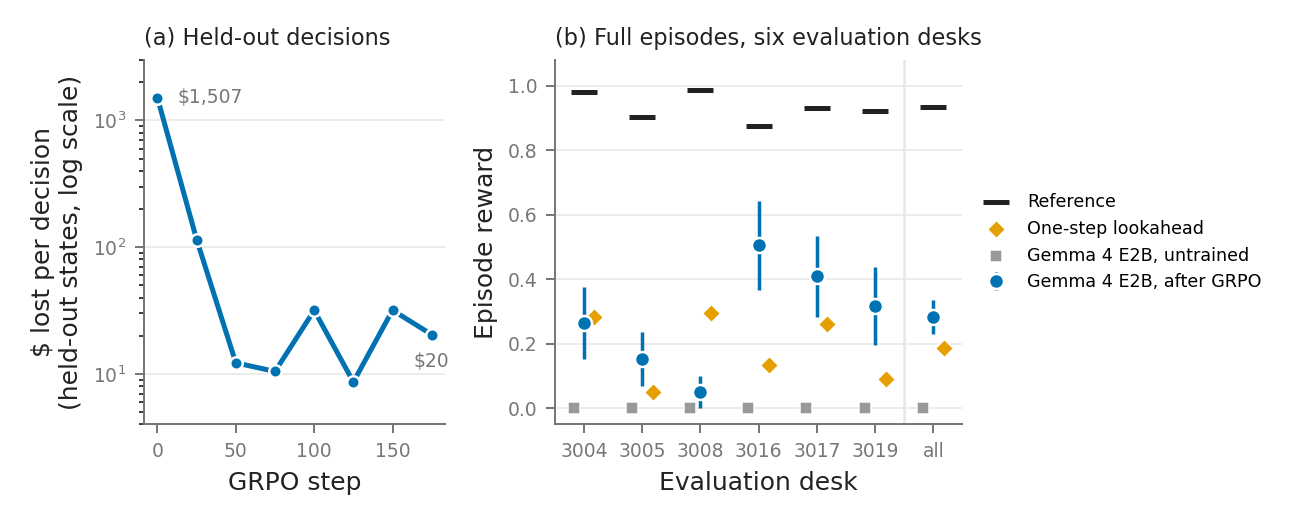 (a) Held-out decisions
$ lost per decision
(held-out states, log scale)
10³
10²
10¹
$1,507
$20
0 50 100 150
GRPO step
(b) Full episodes, six evaluation desks
Episode reward
1.0
0.8
0.6
0.4
0.2
0.0
3004 3005 3008 3016 3017 3019 all
Evaluation desk
Reference
One-step lookahead
Gemma 4 E2B, untrained
Gemma 4 E2B, after GRPO